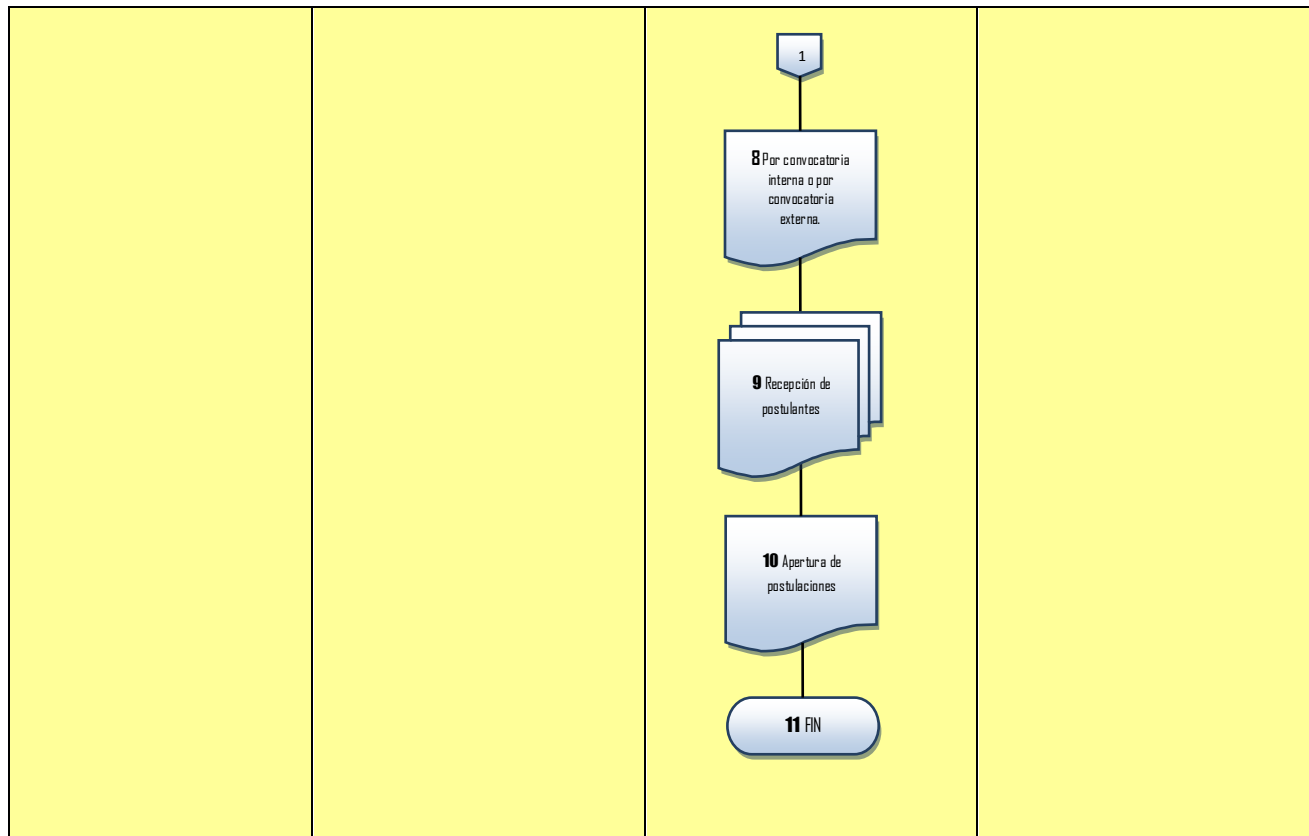 1
8 Por convocatoria
interna o por
convocatoria
externa.
9 Recepción de
postulantes
10 Apertura de
postulaciones
11 FIN